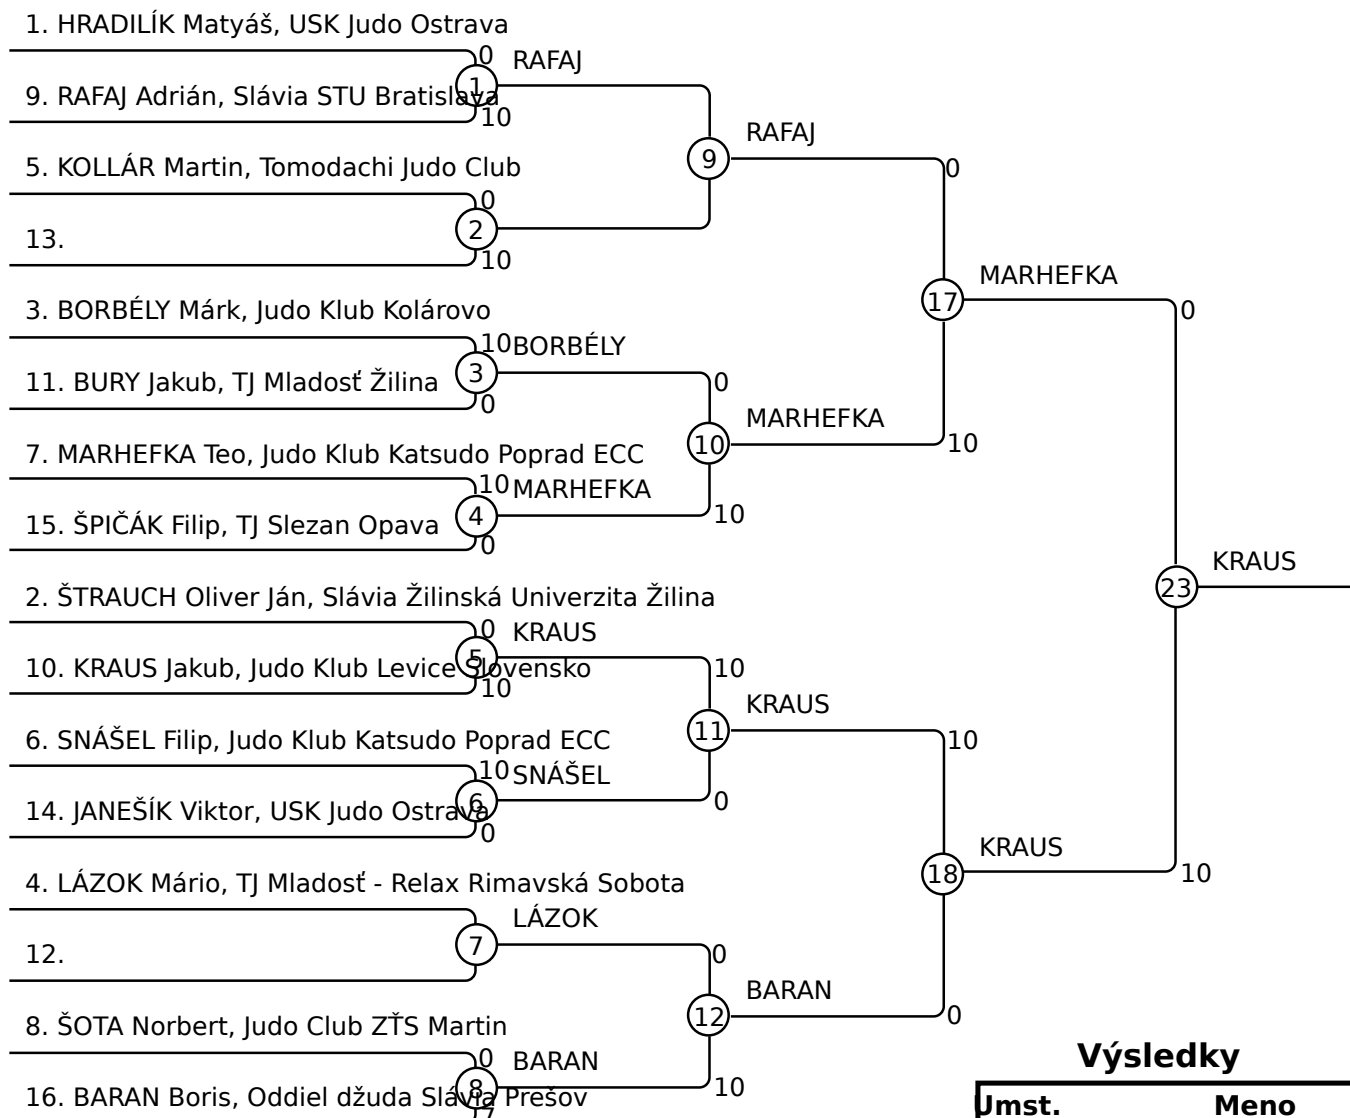 1. HRADILÍK Matyáš, USK Judo Ostrava
0
RAFAJ
1
9. RAFAJ Adrián, Slávia STU Bratislava
10
RAFAJ
9
0
5. KOLLÁR Martin, Tomodachi Judo Club
0
2
13.
10
MARHEFKA
17
0
3. BORBÉLY Márk, Judo Klub Kolárovo
10
BORBÉLY
3
11. BURY Jakub, TJ Mladosť Žilina
0
0
MARHEFKA
10
10
7. MARHEFKA Teo, Judo Klub Katsudo Poprad ECC
10
MARHEFKA
4
10
15. ŠPIČÁK Filip, TJ Slezan Opava
0
KRAUS
23
2. ŠTRAUCH Oliver Ján, Slávia Žilinská Univerzita Žilina
0
KRAUS
5
10. KRAUS Jakub, Judo Klub Levice Slovensko
10
10
KRAUS
11
10
6. SNÁŠEL Filip, Judo Klub Katsudo Poprad ECC
10
SNÁŠEL
6
0
14. JANEŠÍK Viktor, USK Judo Ostrava
0
KRAUS
18
10
4. LÁZOK Mário, TJ Mladosť - Relax Rimavská Sobota
LÁZOK
7
12.
0
BARAN
12
0
8. ŠOTA Norbert, Judo Club ZŤS Martin
0
BARAN
8
10
16. BARAN Boris, Oddiel džuda Slávia Prešov
Výsledky
Umst. Meno